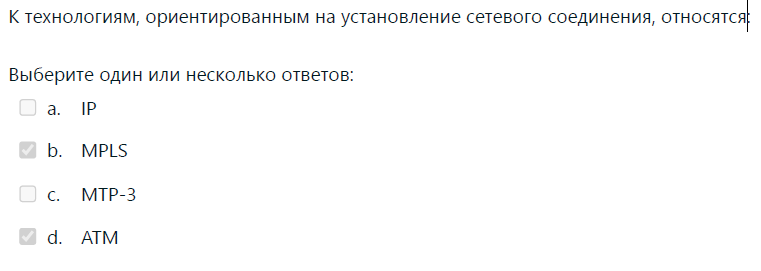 К технологиям, ориентированным на установление сетевого соединения, относятся:
Выберите один или несколько ответов:
a. IP
b. MPLS
c. MTP-3
d. ATM